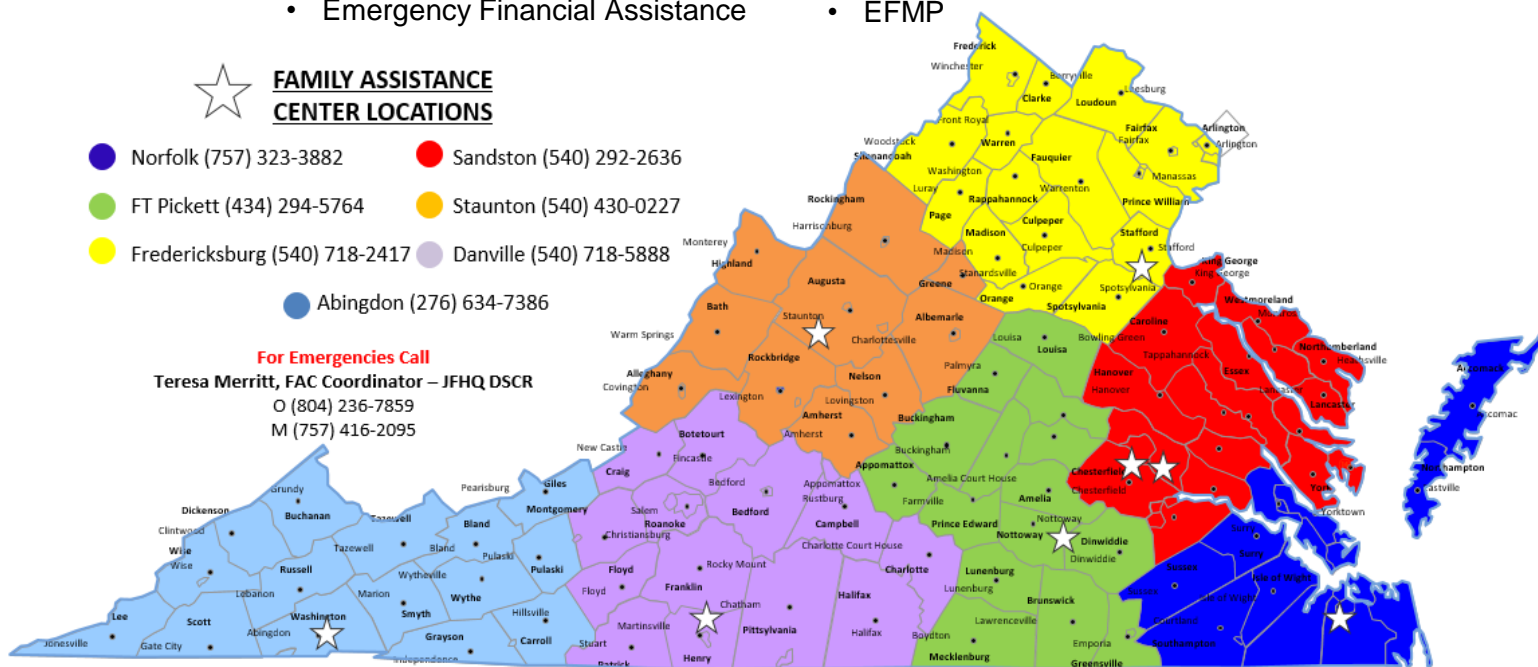 • Emergency Financial Assistance
• EFMP
FAMILY ASSISTANCE
CENTER LOCATIONS
Norfolk (757) 323-3882
Sandston (540) 292-2636
FT Pickett (434) 294-5764
Staunton (540) 430-0227
Fredericksburg (540) 718-2417
Danville (540) 718-5888
Abingdon (276) 634-7386
For Emergencies Call
Teresa Merritt, FAC Coordinator – JFHQ DSCR
O (804) 236-7859
M (757) 416-2095
Frederick
Winchester
Berryville
Clarke
Leesburg
Loudoun
Front Royal
Fairfax
Fairfax
Arlington
Arlington
Woodstock
Shenandoah
Warren
Fauquier
Washington
Manassas
Luray
Warrenton
Rappahannock
Prince William
Rockingham
Page
Culpeper
Harrisonburg
Madison
Culpeper
Stafford
Stafford
Monterey
Madison
Highland
Stanardsville
King George
King George
Augusta
Greene
Orange
Orange
Spotsylvania
Spotsylvania
Westmoreland
Bath
Staunton
Albemarle
Caroline
Warm Springs
Charlottesville
Louisa
Louisa
Bowling Green
Northumberland
Heathsville
Rockbridge
Tappahannock
Palmyra
Hanover
Essex
Alleghany
Nelson
Covington
Fluvanna
Hanover
Lancaster
Lancaster
Lexington
Lovingston
Amherst
Buckingham
Botetourt
Amherst
New Castle
Fincastle
Buckingham
Craig
Appomattox
Chesterfield
Chesterfield
Amelia Court House
Northampton
Eastville
Grundy
Pearisburg
Giles
Bedford
Appomattox
Rustburg
Farmville
Amelia
York
Yorktown
Dickenson
Buchanan
Tazewell
Bland
Montgomery
Salem
Roanoke
Bedford
Campbell
Prince Edward
Nottoway
Nottoway
Dinwiddie
Dinwiddie
Clintwood
Wise
Wise
Tazewell
Bland
Pulaski
Christiansburg
Charlotte Court House
Surry
Surry
Russell
Wytheville
Pulaski
Floyd
Rocky Mount
Charlotte
Lunenburg
Sussex
Sussex
Isle of Wight
Isle of Wight
Lebanon
Marion
Wythe
Floyd
Franklin
Halifax
Lunenburg
Brunswick
Lee
Scott
Washington
Smyth
Hillsville
Chatham
Lawrenceville
Courtland
Jonesville
Gate City
Abingdon
Grayson
Carroll
Martinsville
Pittsylvania
Halifax
Boydton
Emporia
Southampton
Independence
Stuart
Patrick
Henry
Mecklenburg
Greensville